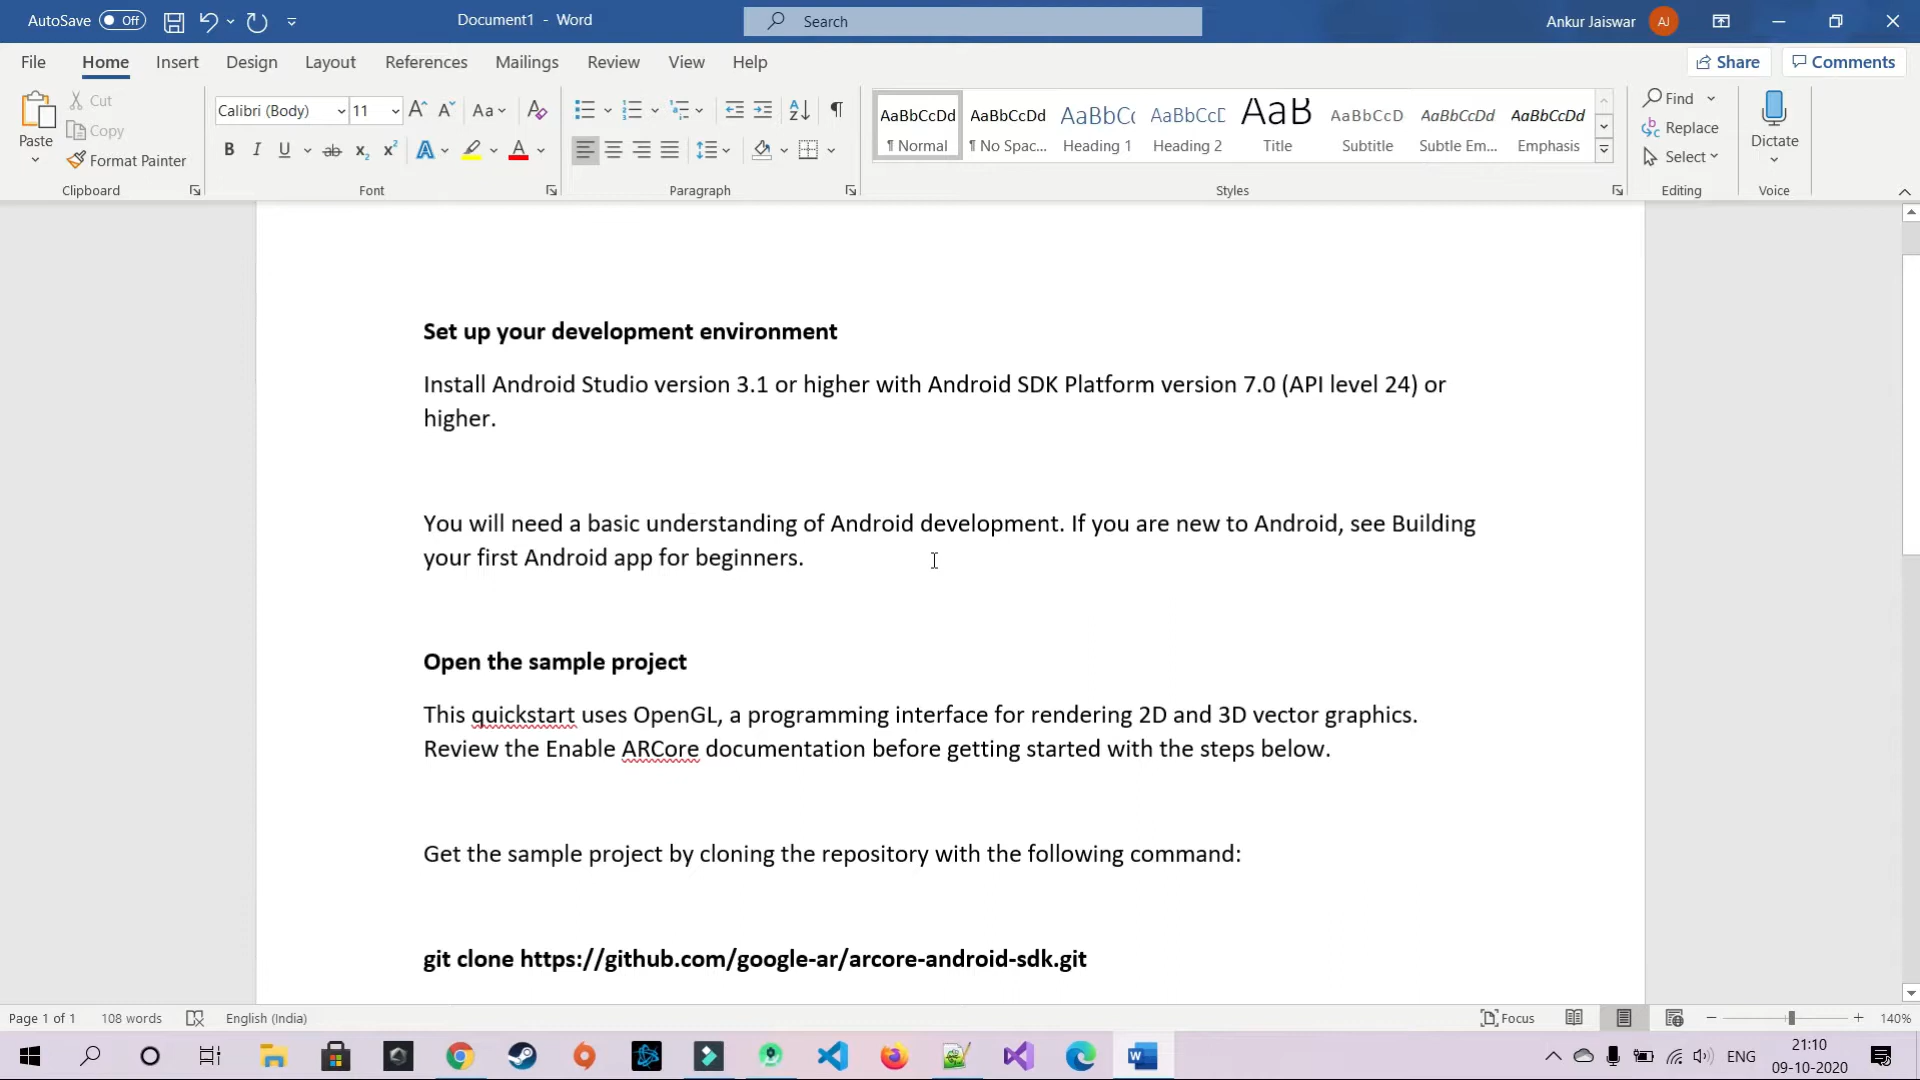 AutoSave Off Document1 - Word Search Ankur Jaiswar AJ
File Home Insert Design Layout References Mailings Review View Help Share Comments
Paste Cut Copy Format Painter Clipboard
Calibri (Body) 11 Font
Paragraph
AaBbCcDd AaBbCcDd AaBbC AaBbCcD AaB AaBbCcD AaBbCcDd AaBbCcDd
¶ Normal ¶ No Spac... Heading 1 Heading 2 Title Subtitle Subtle Em... Emphasis
Styles
Find Replace Select Editing
Dictate Voice
Set up your development environment
Install Android Studio version 3.1 or higher with Android SDK Platform version 7.0 (API level 24) or
higher.
You will need a basic understanding of Android development. If you are new to Android, see Building
your first Android app for beginners.
Open the sample project
This quickstart uses OpenGL, a programming interface for rendering 2D and 3D vector graphics.
Review the Enable ARCore documentation before getting started with the steps below.
Get the sample project by cloning the repository with the following command:
git clone https://github.com/google-ar/arcore-android-sdk.git
Page 1 of 1 108 words English (India) Focus 140%
ENG 21:10
09-10-2020